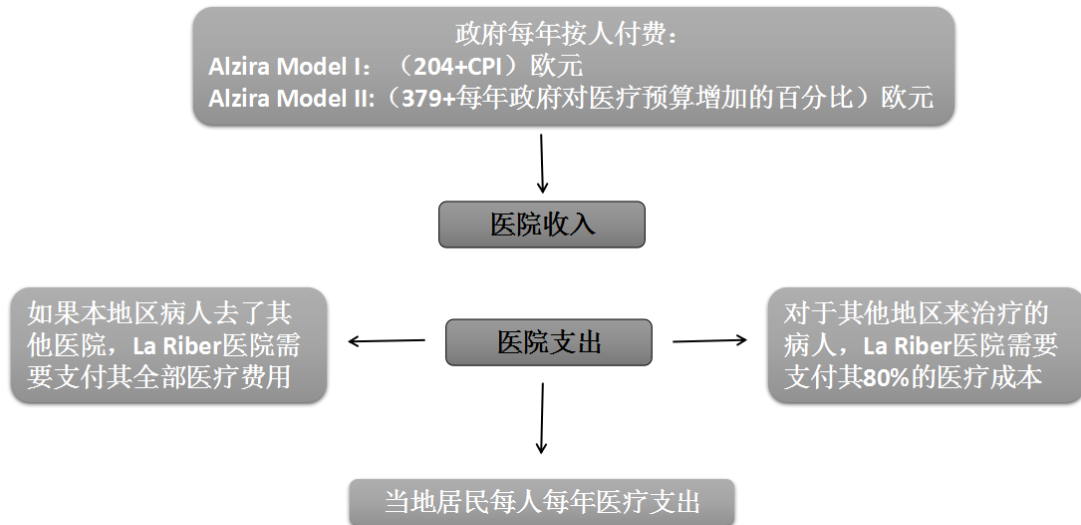 政府每年按人付费：
Alzira Model I： （204+CPI）欧元
Alzira Model II:（379+每年政府对医疗预算增加的百分比）欧元
医院收入
如果本地区病人去了其
他医院，La Riber医院需
要支付其全部医疗费用
医院支出
对于其他地区来治疗的
病人，La Riber医院需要
支付其80%的医疗成本
当地居民每人每年医疗支出